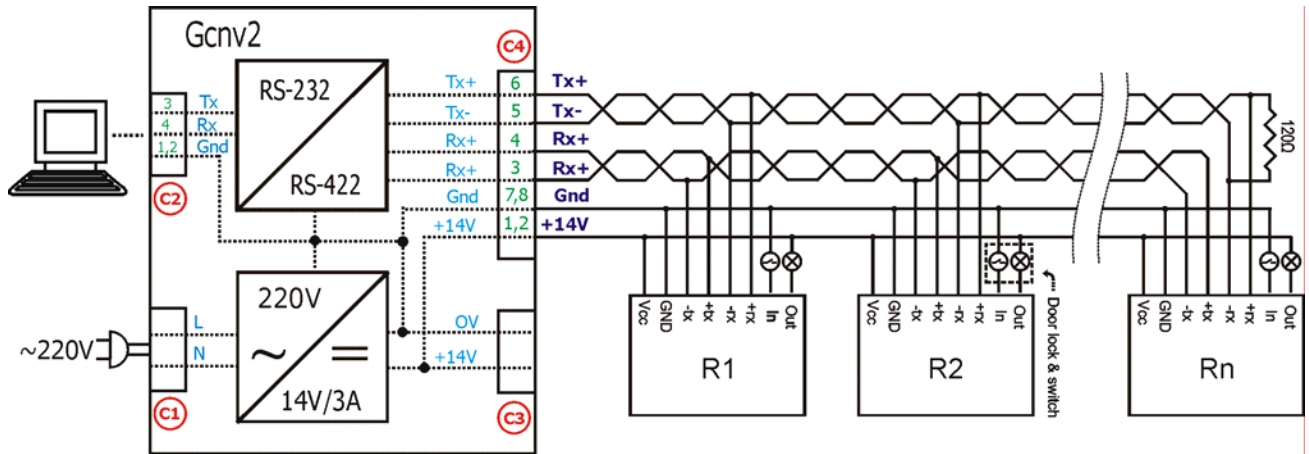 Gcnv2
C4
RS-232
RS-422
3 Tx
4 Rx
1,2 Gnd
C2
Tx+ 6 Tx+
Tx- 5 Tx-
Rx+ 4 Rx+
Rx+ 3 Rx+
Gnd 7,8 Gnd
+14V 1,2 +14V
120Ω
~220V
L
N
C1
220V
~ =
14V/3A
OV
+14V
C3
Vcc GND -tx +tx -rx +rx In Out
R1
Vcc GND -tx +tx -rx +rx In Out
R2
Door lock & switch
Vcc GND -tx +tx -rx +rx In Out
Rn